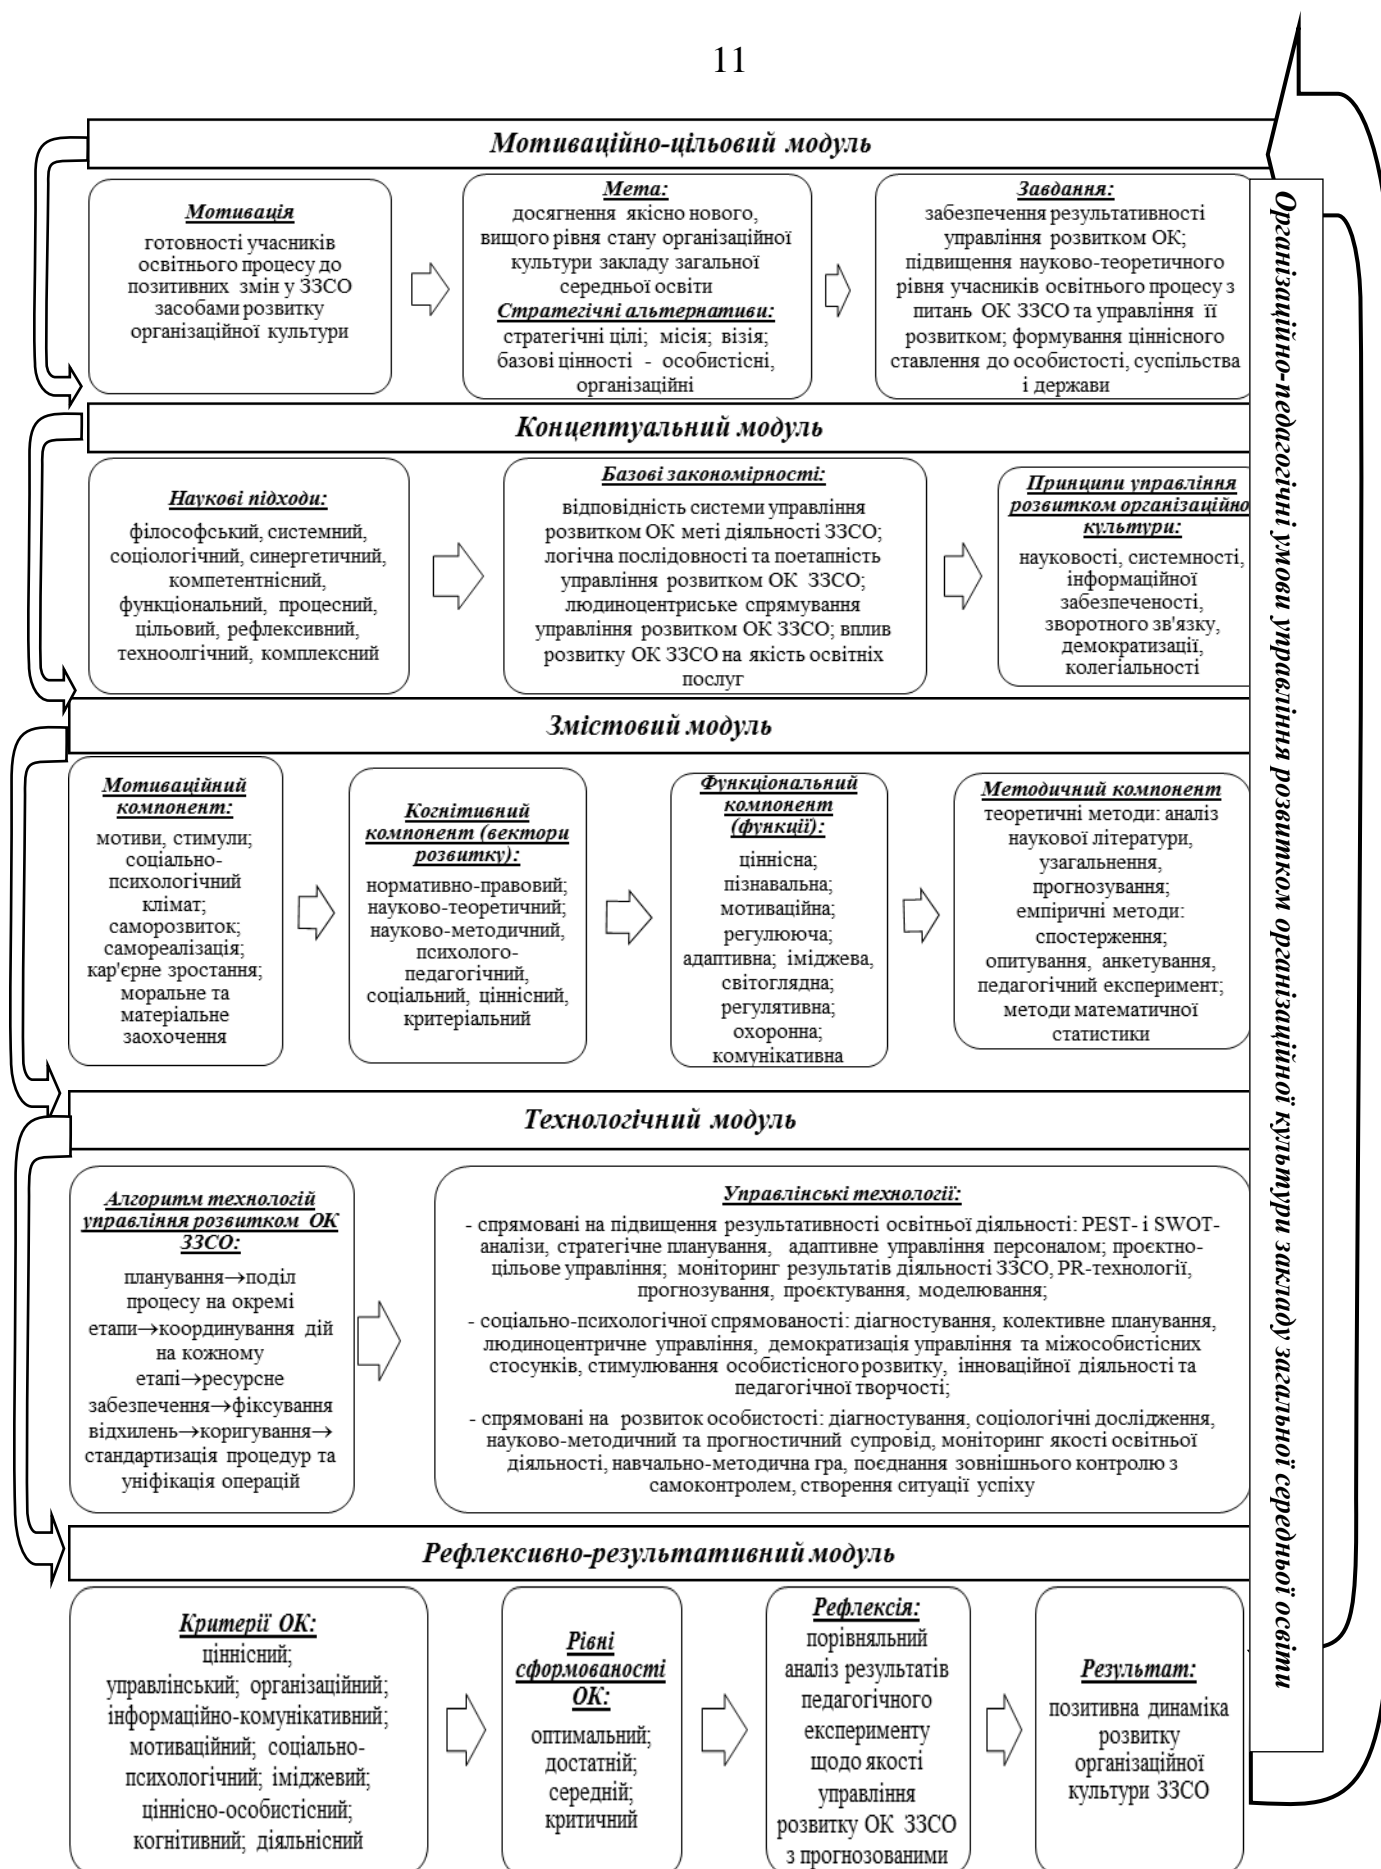 11
Мотиваційно-цільовий модуль
Мотивація
готовності учасників
освітнього процесу до
позитивних змін у ЗЗСО
засобами розвитку
організаційної культури
Мета:
досягнення якісно нового,
вищого рівня стану організаційної
культури закладу загальної
середньої освіти
Стратегічні альтернативи:
стратегічні цілі; місія; візія;
базові цінності - особистісні,
організаційні
Завдання:
забезпечення результативності
управління розвитком ОК;
підвищення науково-теоретичного
рівня учасників освітнього процесу з
питань ОК ЗЗСО та управління її
розвитком; формування ціннісного
ставлення до особистості, суспільства
і держави
Концептуальний модуль
Наукові підходи:
філософський, системний,
соціологічний, синергетичний,
компетентнісний,
функціональний, процесний,
цільовий, рефлексивний,
техноолгічний, комплексний
Базові закономірності:
відповідність системи управління
розвитком ОК меті діяльності ЗЗСО;
логічна послідовності та поетапність
управління розвитком ОК ЗЗСО;
людиноцентриське спрямування
управління розвитком ОК ЗЗСО; вплив
розвитку ОК ЗЗСО на якість освітніх
послуг
Принципи управління
розвитком організаційно
культури:
науковості, системності,
інформаційної
забезпеченості,
зворотного зв'язку,
демократизації,
колегіальності
Змістовий модуль
Мотиваційний
компонент:
мотиви, стимули;
соціально-
психологічний
клімат;
саморозвиток;
самореалізація;
кар'єрне зростання;
моральне та
матеріальне
заохочення
Когнітивний
компонент (вектори
розвитку):
нормативно-правовий;
науково-теоретичний;
науково-методичний,
психолого-
педагогічний,
соціальний, ціннісний,
критеріальний
Функціональний
компонент
(функції):
ціннісна;
пізнавальна;
мотиваційна;
регулююча;
адаптивна; іміджева,
світоглядна;
регулятивна;
охоронна;
комунікативна
Методичний компонент
теоретичні методи: аналіз
наукової літератури,
узагальнення,
прогнозування;
емпіричні методи:
спостерження;
опитування, анкетування,
педагогічний експеримент;
методи математичної
статистики
Технологічний модуль
Алгоритм технологій
управління розвитком ОК
ЗЗСО:
планування→поділ
процесу на окремі
етапи→координування дій
на кожному
етапі→ресурсне
забезпечення→фіксування
відхилень→коригування→
стандартизація процедур та
уніфікація операцій
Управлінські технології:
- спрямовані на підвищення результативності освітньої діяльності: PEST- і SWOT-
аналізи, стратегічне планування, адаптивне управління персоналом; проєктно-
цільове управління; моніторинг результатів діяльності ЗЗСО, PR-технології,
прогнозування, проєктування, моделювання;
- соціально-психологічної спрямованості: діагностування, колективне планування,
людиноцентричне управління, демократизація управління та міжособистісних
стосунків, стимулювання особистісного розвитку, інноваційної діяльності та
педагогічної творчості;
- спрямовані на розвиток особистості: діагностування, соціологічні дослідження,
науково-методичний та прогностичний супровід, моніторинг якості освітньої
діяльності, навчально-методична гра, поєднання зовнішнього контролю з
самоконтролем, створення ситуації успіху
Рефлексивно-результативний модуль
Критерії ОК:
ціннісний;
управлінський; організаційний;
інформаційно-комунікативний;
мотиваційний; соціально-
психологічний; іміджевий;
ціннісно-особистісний;
когнітивний; діяльнісний
Рівні
сформованості
ОК:
оптимальний;
достатній;
середній;
критичний
Рефлексія:
порівняльний
аналіз результатів
педагогічного
експерименту
щодо якості
управління
розвитку ОК ЗЗСО
з прогнозованими
Результат:
позитивна динаміка
розвитку
організаційної
культури ЗЗСО
Організаційно-педагогічні умови управління розвитком організаційної культури закладу загальної середньої освіти